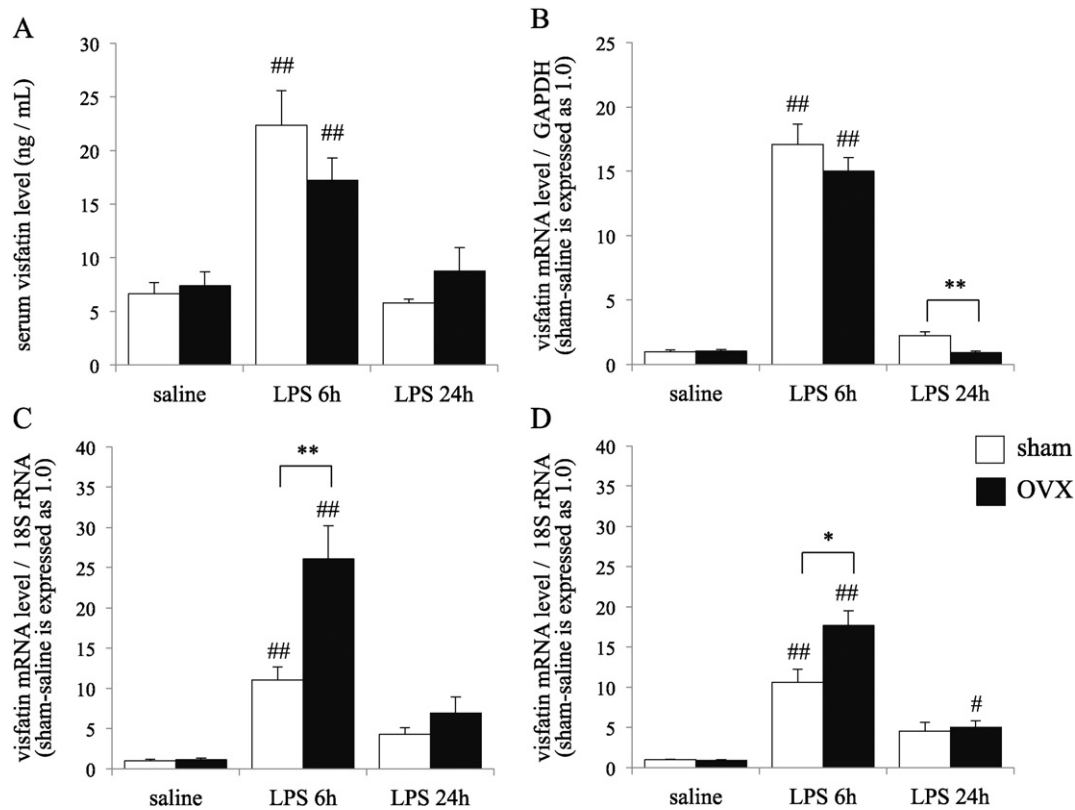 A
serum visfatin level (ng / mL)
30
25
20
15
10
5
0
##
##
saline
LPS 6h
LPS 24h
B
visfatin mRNA level / GAPDH
(sham-saline is expressed as 1.0)
25
20
15
10
5
0
##
##
**
saline
LPS 6h
LPS 24h
C
visfatin mRNA level / 18S rRNA
(sham-saline is expressed as 1.0)
40
35
30
25
20
15
10
5
0
**
##
##
saline
LPS 6h
LPS 24h
D
visfatin mRNA level / 18S rRNA
(sham-saline is expressed as 1.0)
40
35
30
25
20
15
10
5
0
*
##
##
#
saline
LPS 6h
LPS 24h
sham
OVX